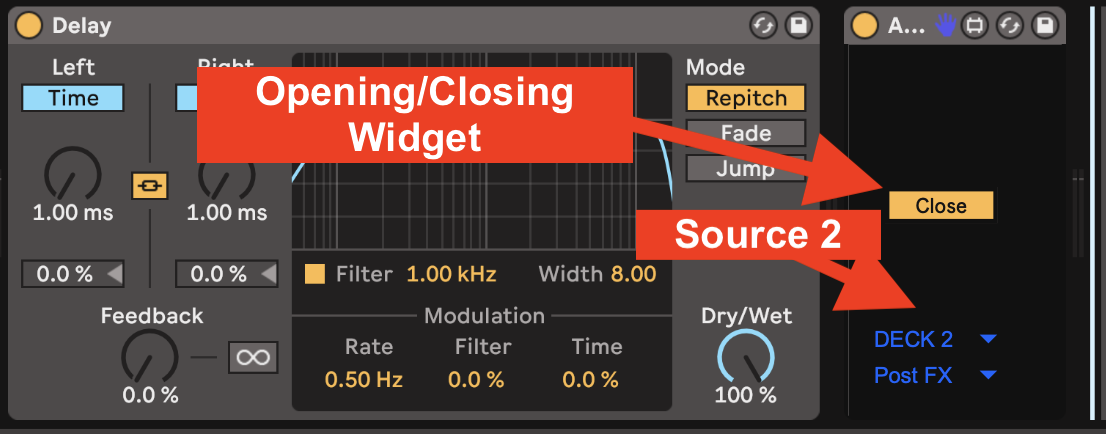 Delay
A...
Left
Right
Mode
Time
Opening/Closing
Widget
Repitch
Fade
Jump
1.00 ms
1.00 ms
Close
Source 2
0.0 %
0.0 %
Filter 1.00 kHz Width 8.00
Feedback
Modulation
Dry/Wet
Rate Filter Time
DECK 2
0.50 Hz 0.0 % 0.0 %
Post FX
0.0 %
100 %